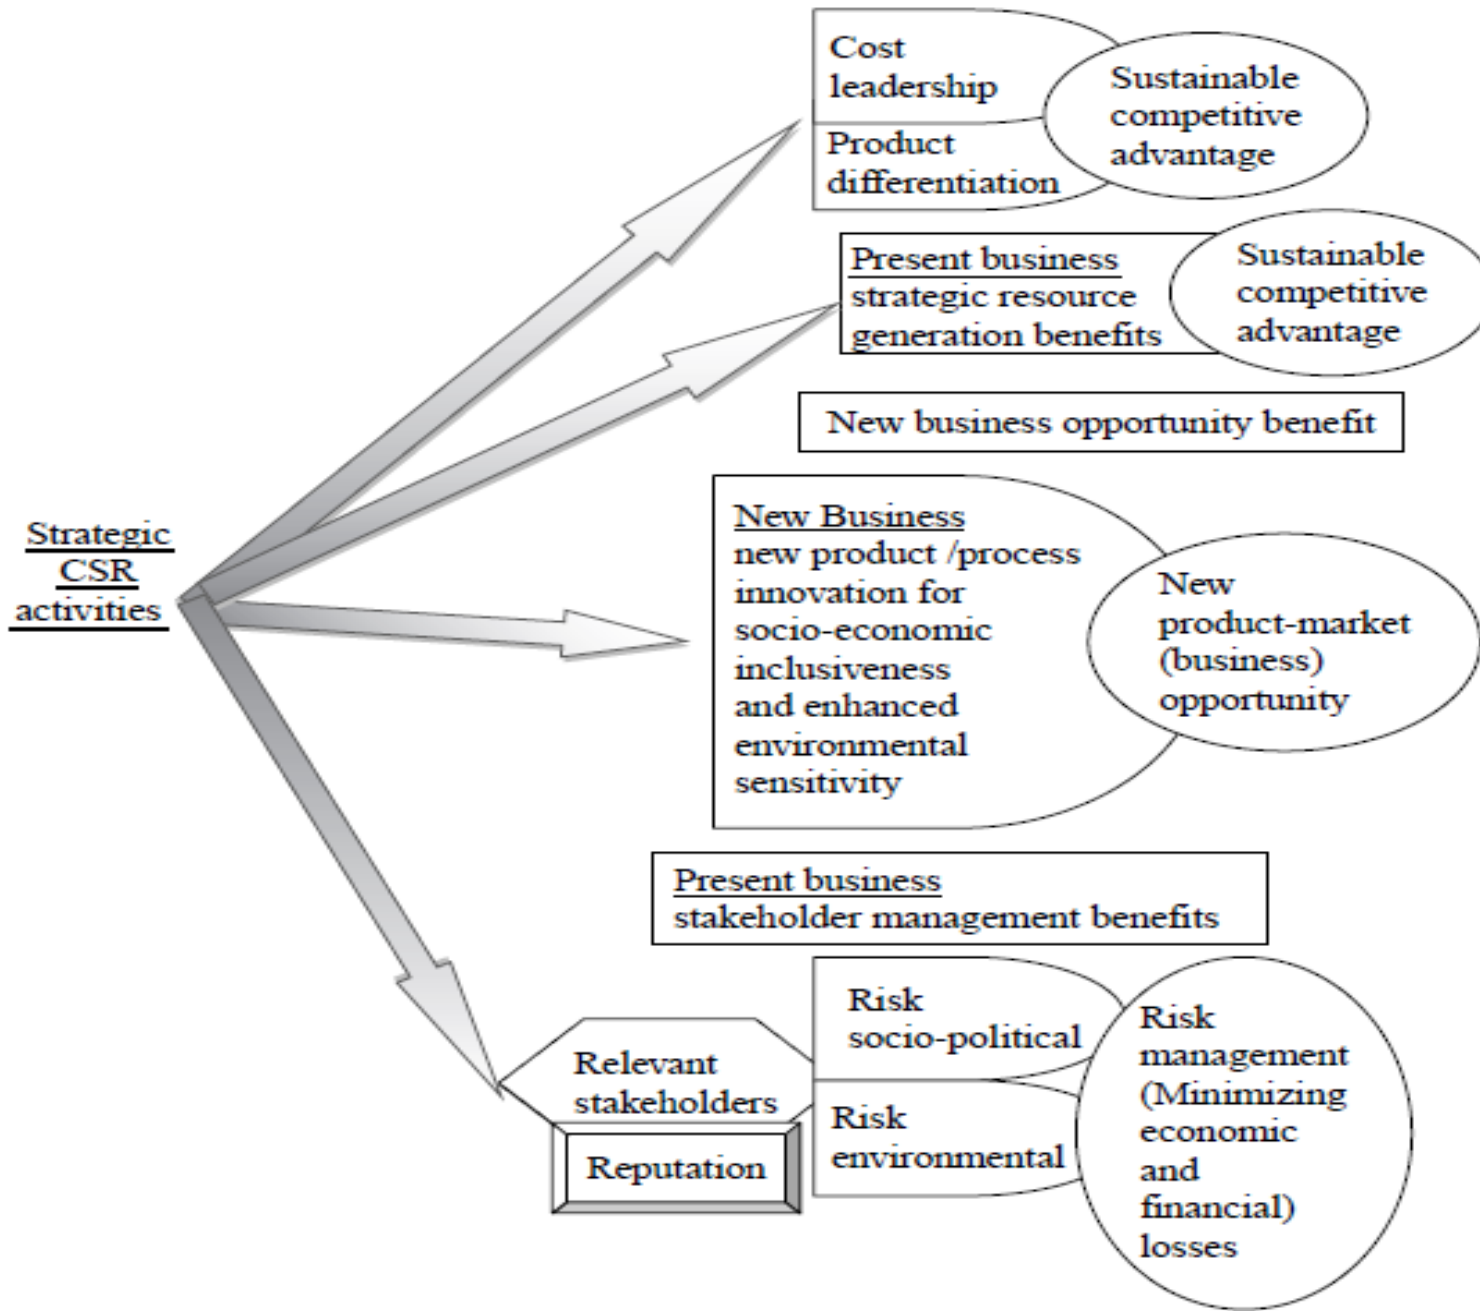 Cost
leadership
Product
differentiation
Sustainable
competitive
advantage
Present business
strategic resource
generation benefits
Sustainable
competitive
advantage
New business opportunity benefit
Strategic
CSR
activities
New Business
new product /process
innovation for
socio-economic
inclusiveness
and enhanced
environmental
sensitivity
New
product-market
(business)
opportunity
Present business
stakeholder management benefits
Relevant
stakeholders
Reputation
Risk
socio-political
Risk
environmental
Risk
management
(Minimizing
economic
and
financial)
losses